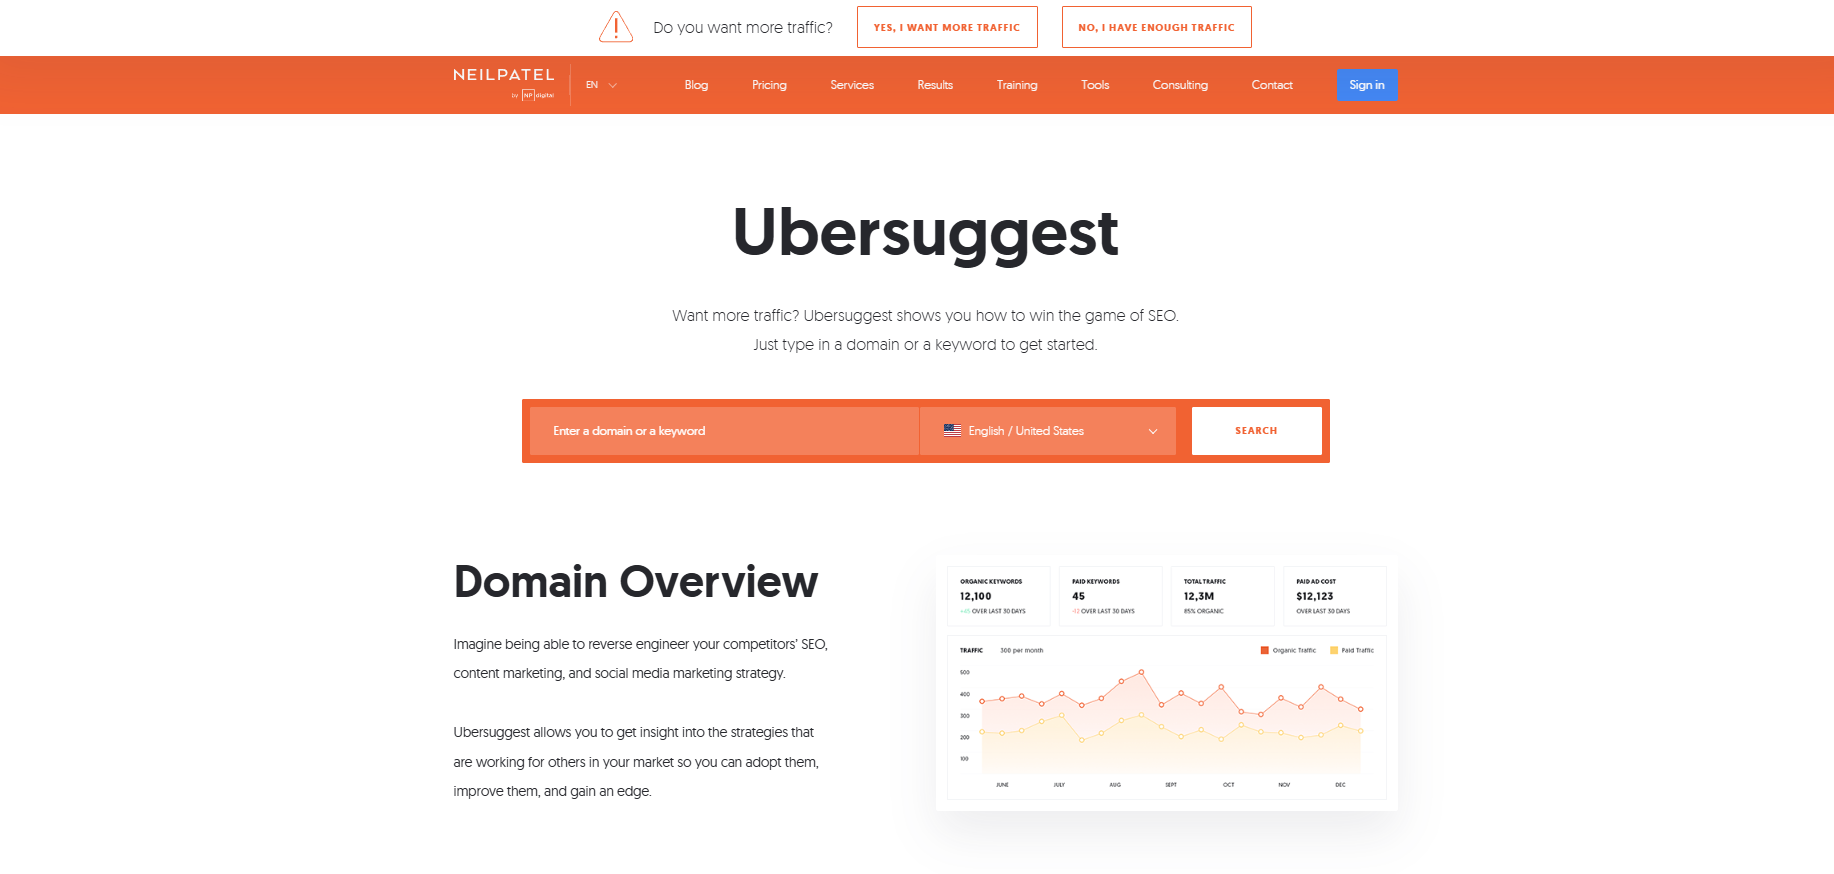 Do you want more traffic?
YES, I WANT MORE TRAFFIC
NO, I HAVE ENOUGH TRAFFIC
NEILPATEL
by NP digital
EN
Blog
Pricing
Services
Results
Training
Tools
Consulting
Contact
Sign in
Ubersuggest
Want more traffic? Ubersuggest shows you how to win the game of SEO.
Just type in a domain or a keyword to get started.
Enter a domain or a keyword
English / United States
SEARCH
Domain Overview
Imagine being able to reverse engineer your competitors' SEO,
content marketing, and social media marketing strategy.
Ubersuggest allows you to get insight into the strategies that
are working for others in your market so you can adopt them,
improve them, and gain an edge.
ORGANIC KEYWORDS
12,100
OVER LAST 30 DAYS
PAID KEYWORDS
45
-12 OVER LAST 30 DAYS
TOTAL TRAFFIC
12,3M
85% ORGANIC
PAID AD COST
$12,123
OVER LAST 30 DAYS
TRAFFIC
300 per month
Organic Traffic
Paid Traffic
500
400
300
200
100
JUNE
JULY
AUG
SEPT
OCT
NOV
DEC